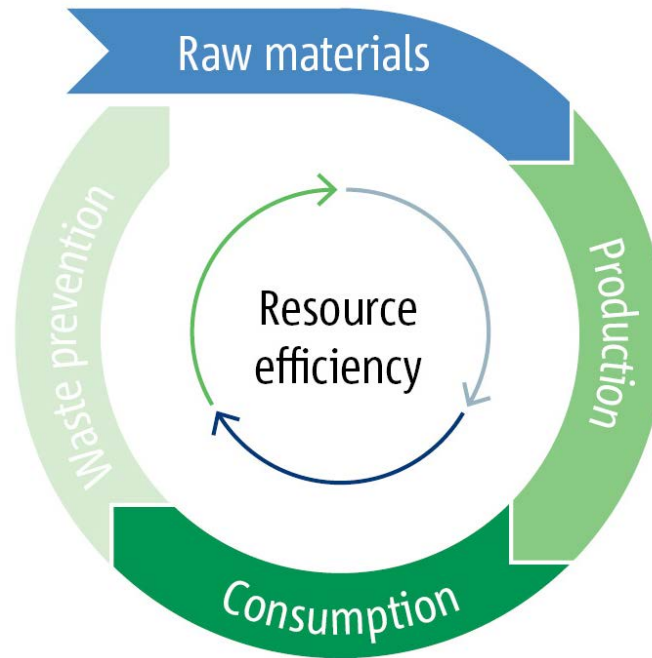 Raw materials
Production
Consumption
Waste prevention
Resource
efficiency